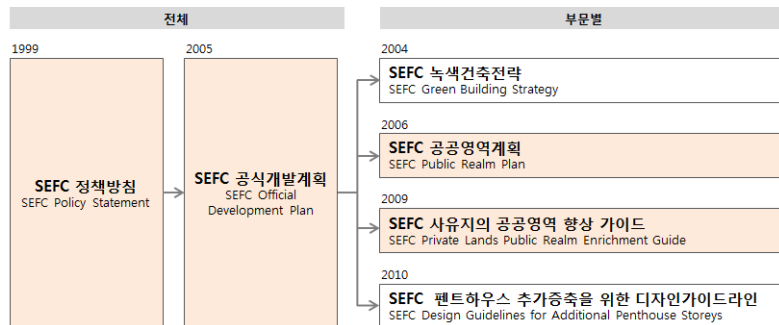 전체
부문별
1999
SEFC 정책방침
SEFC Policy Statement
2005
SEFC 공식개발계획
SEFC Official
Development Plan
2004
SEFC 녹색건축전략
SEFC Green Building Strategy
2006
SEFC 공공영역계획
SEFC Public Realm Plan
2009
SEFC 사유지의 공공영역 향상 가이드
SEFC Private Lands Public Realm Enrichment Guide
2010
SEFC 펜트하우스 추가증축을 위한 디자인가이드라인
SEFC Design Guidelines for Additional Penthouse Storeys